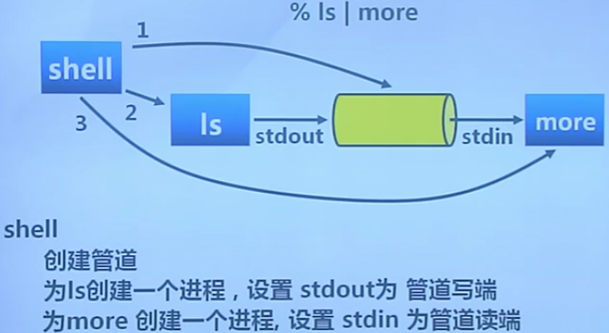 % ls | more
1
shell
2
3
ls
stdout
stdin
more
shell
创建管道
为ls创建一个进程，设置 stdout为 管道写端
为more 创建一个进程, 设置 stdin 为管道读端